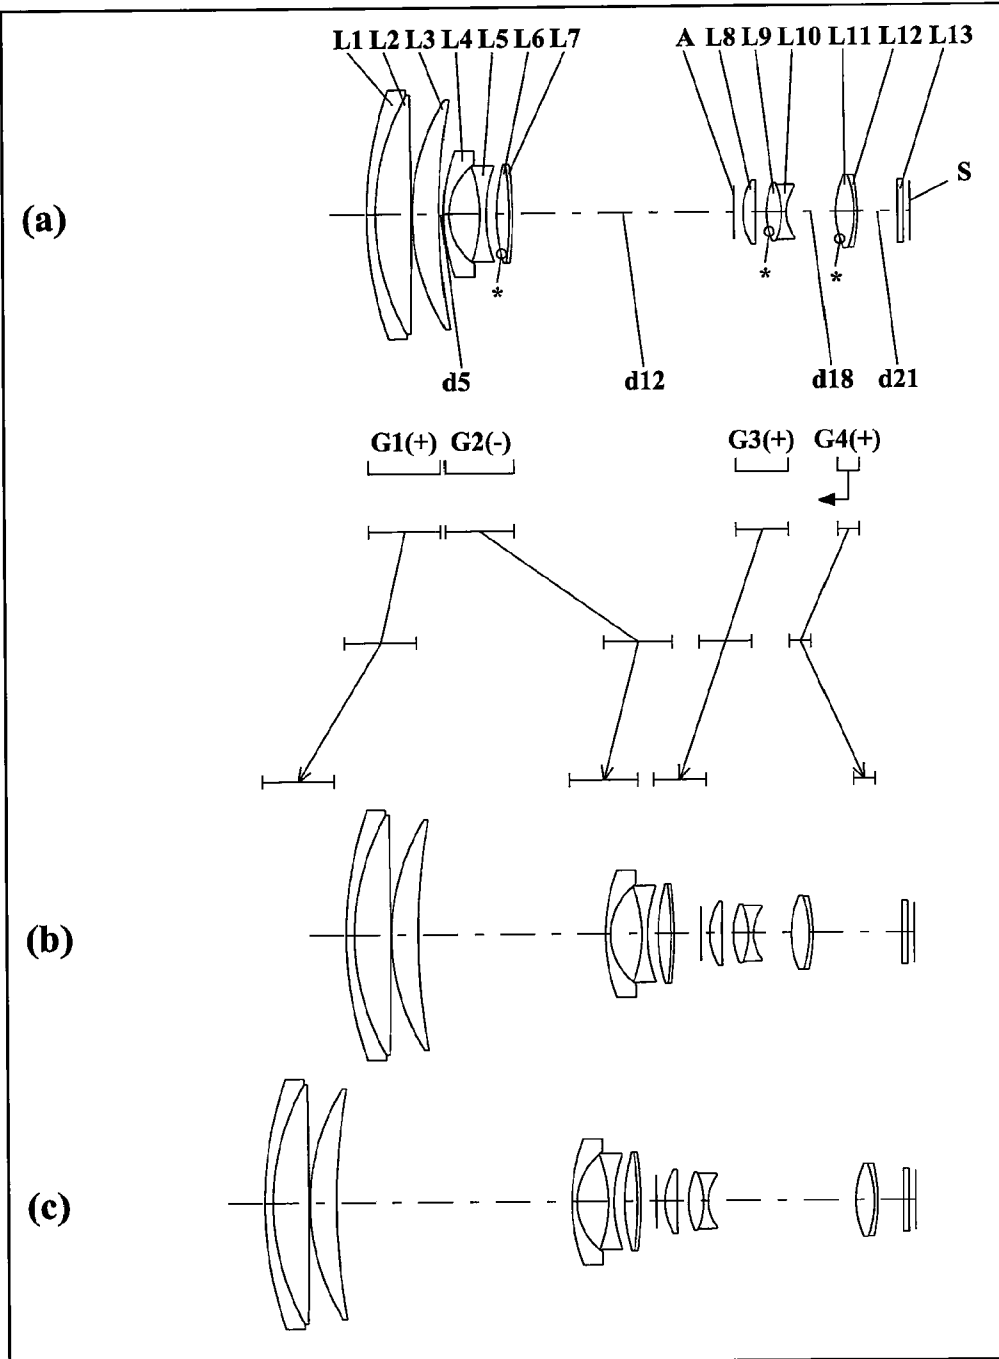 L1 L2 L3 L4 L5 L6 L7 A L8 L9 L10 L11 L12 L13
S
(a)
* * *
d5 d12 d18 d21
G1(+) G2(-) G3(+) G4(+)
(b)
(c)